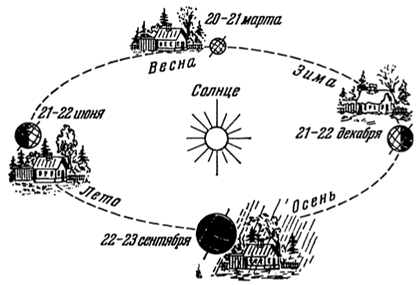 20-21 марта
Весна
Зима
Солнце
21-22 июня
21-22 декабря
Лето
Осень
22-23 сентября